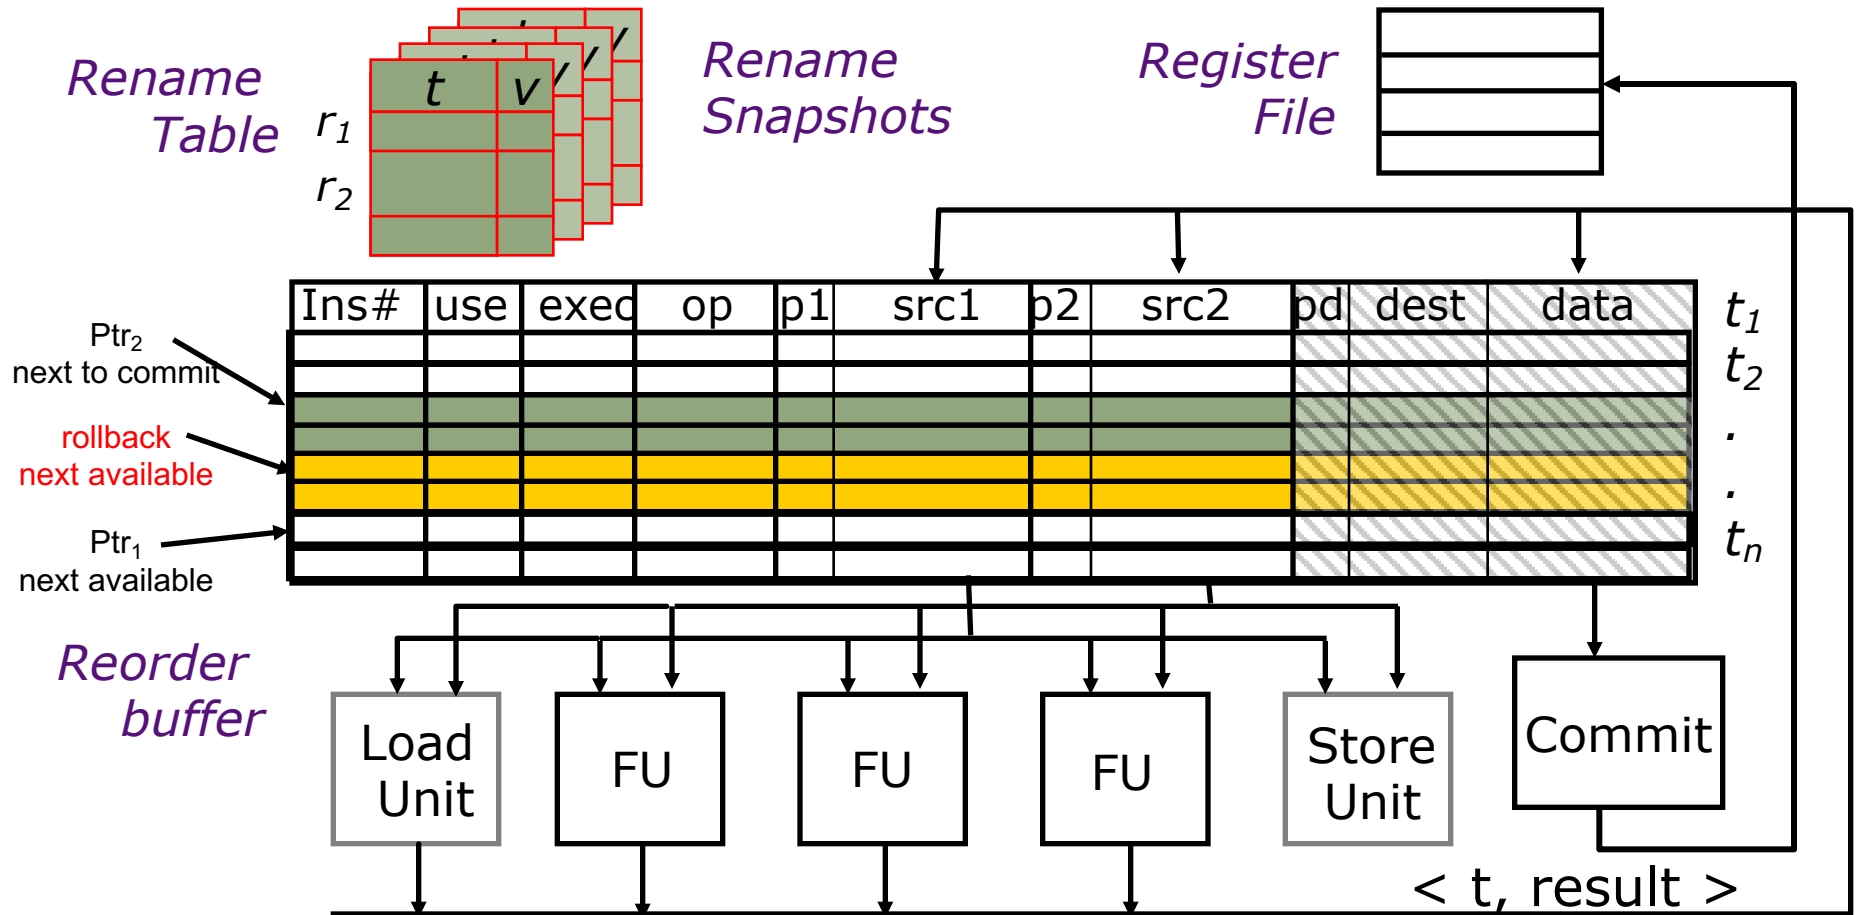 Rename
Table
t v
r1
r2
Rename
Snapshots
Register
File
Ins# use exec op p1 src1 p2 src2 pd dest data
t1
t2
.
.
tn
Ptr2
next to commit
rollback
next available
Ptr1
next available
Reorder
buffer
Load
Unit
FU
FU
FU
Store
Unit
Commit
< t, result >